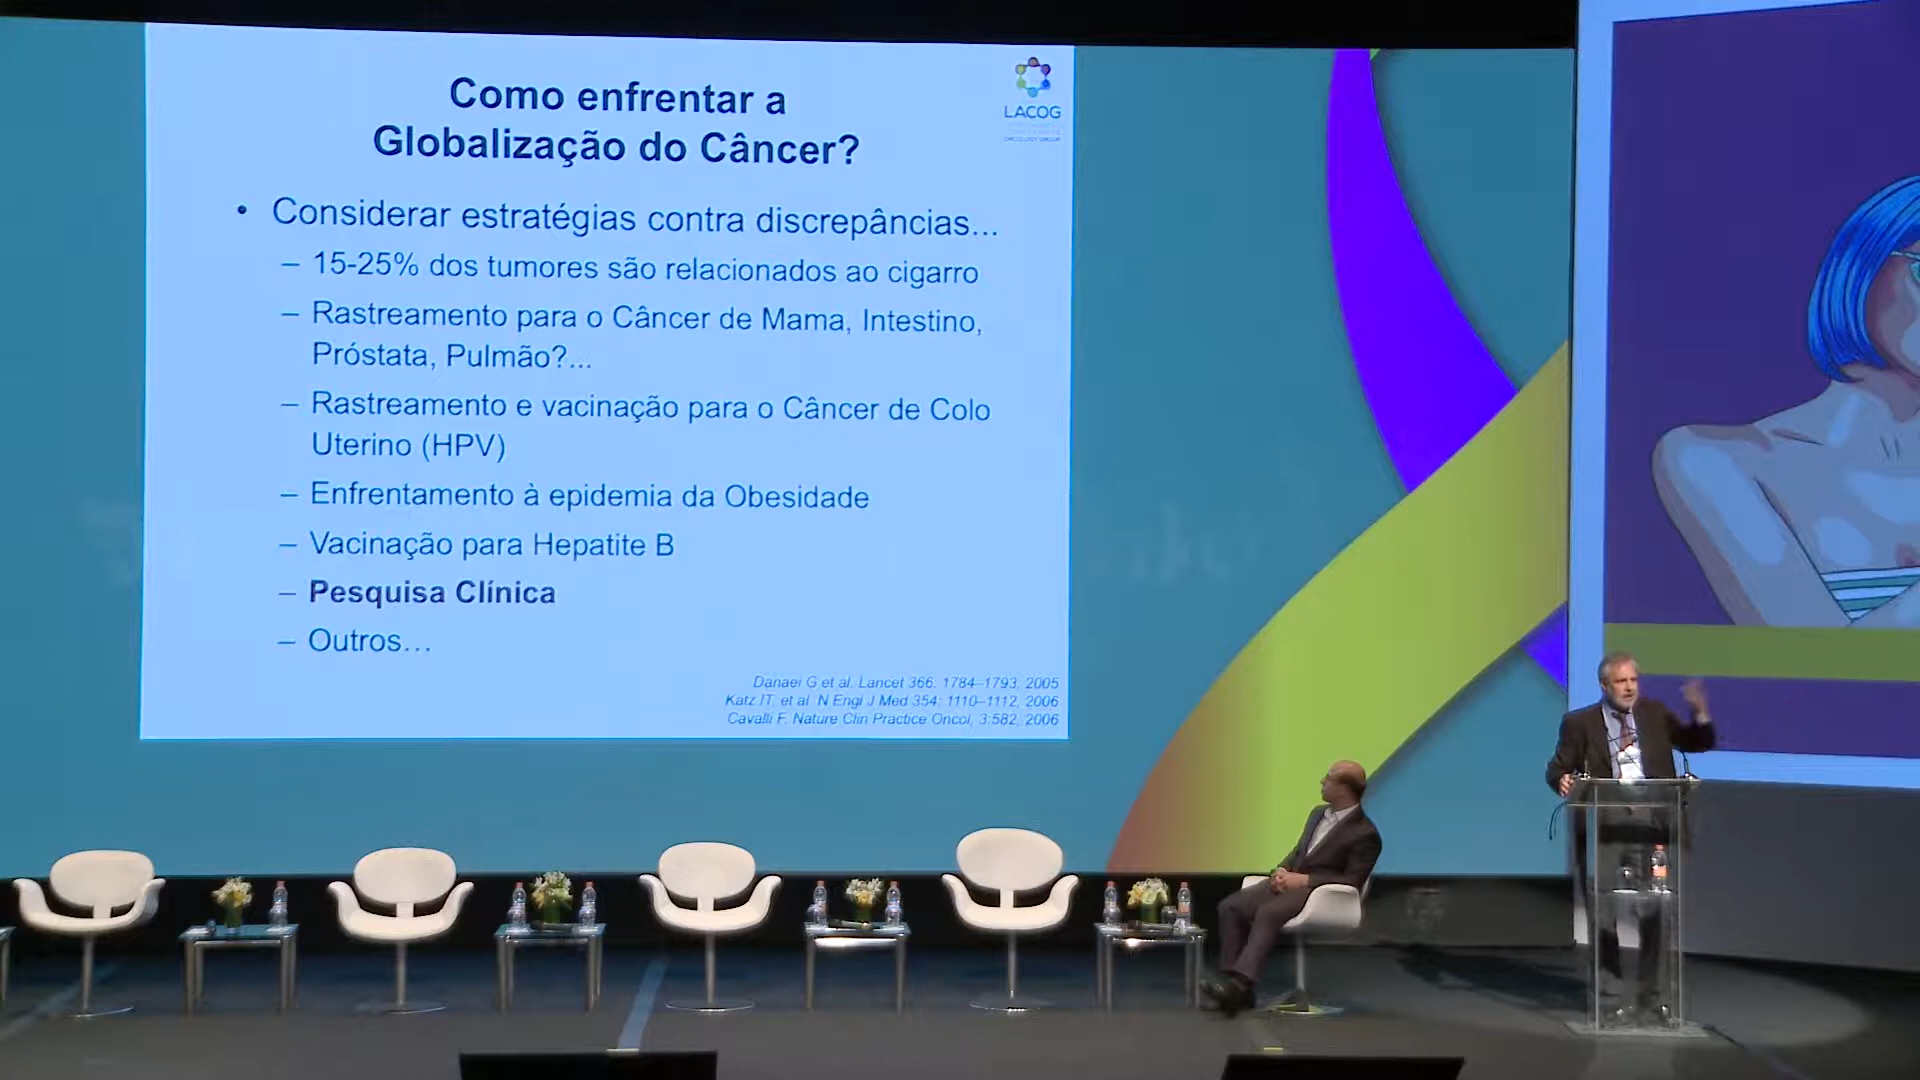 Como enfrentar a
Globalização do Câncer?
LACOG
• Considerar estratégias contra discrepâncias...
– 15-25% dos tumores são relacionados ao cigarro
– Rastreamento para o Câncer de Mama, Intestino,
Próstata, Pulmão?...
– Rastreamento e vacinação para o Câncer de Colo
Uterino (HPV)
– Enfrentamento à epidemia da Obesidade
– Vacinação para Hepatite B
– Pesquisa Clínica
– Outros...
Danaei G et al. Lancet 366: 1784–1793, 2005
Katz IT, et al N Engl J Med 354: 1110–1112, 2006
Cavalli F. Nature Clin Practice Oncol, 3:582, 2006